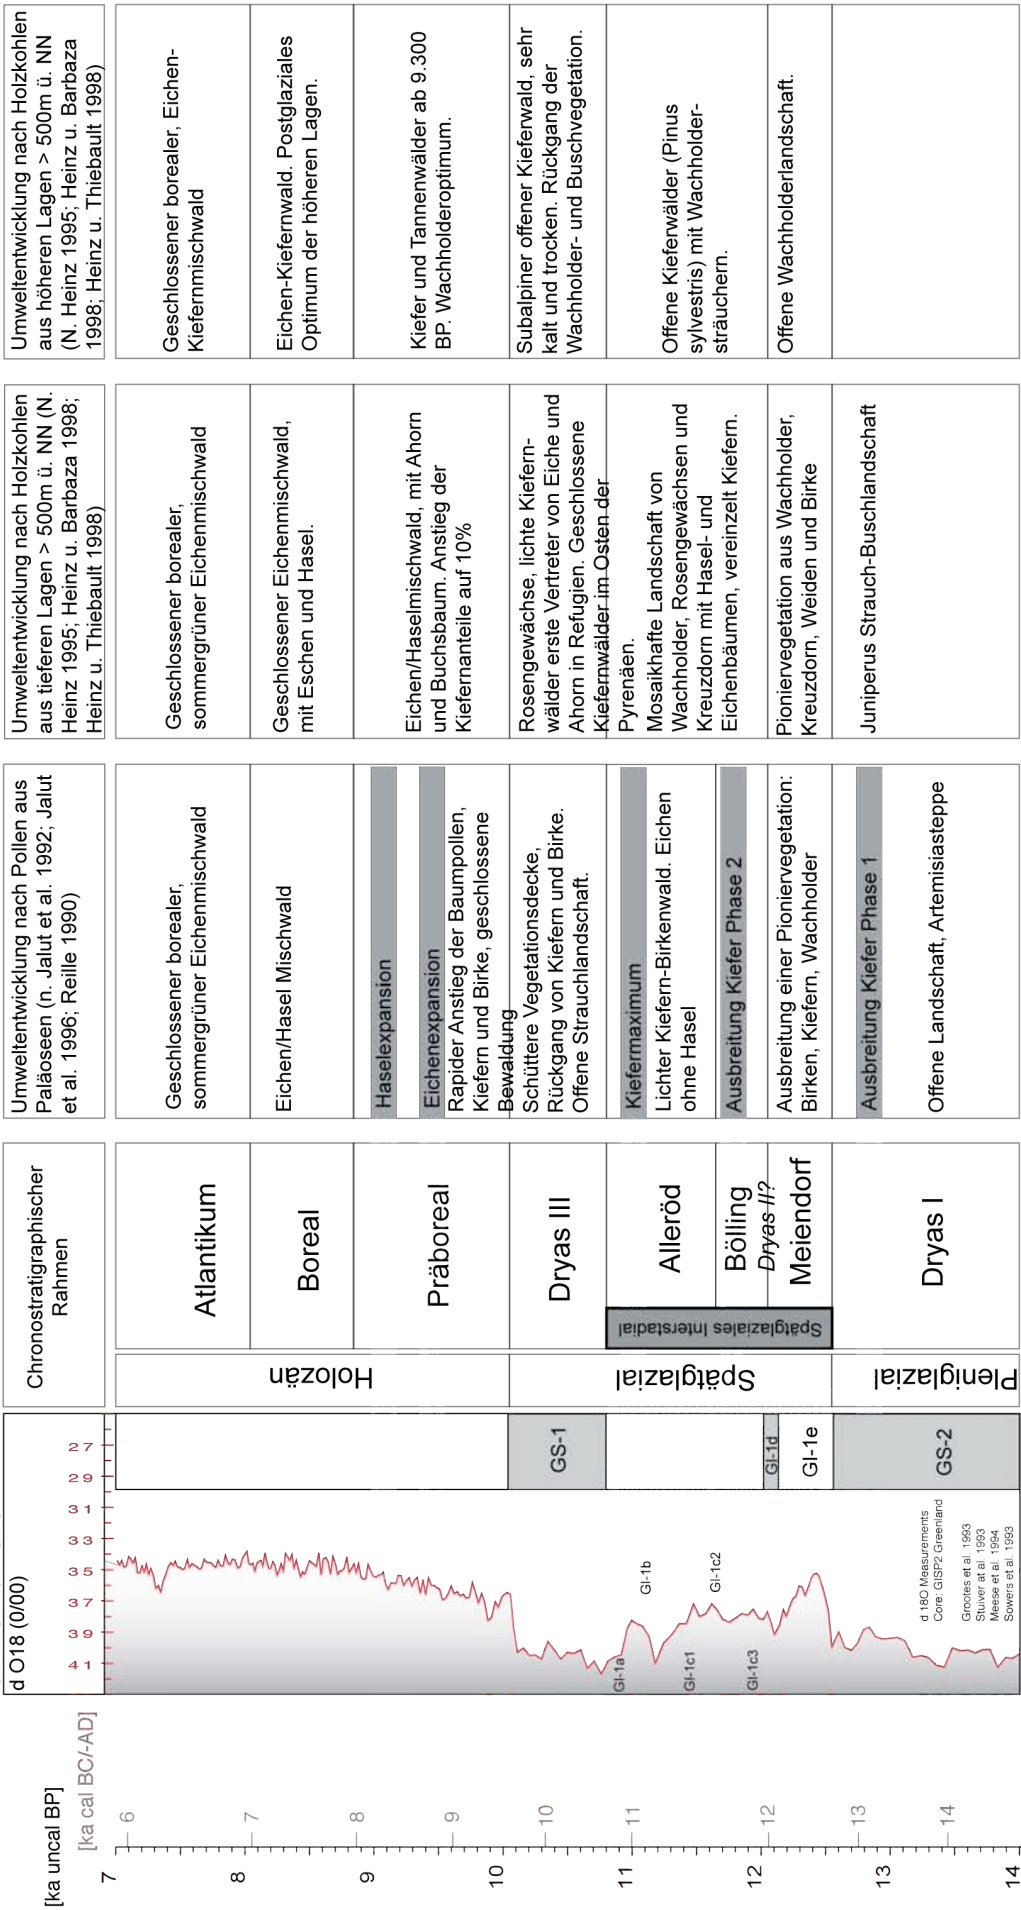 [ka uncal BP]
[ka cal BC/-AD]
7
8
9
10
11
12
13
14
6
7
8
9
10
11
12
13
14
d O18 (0/00)
27
29
31
33
35
37
39
41
GI-1a
GI-1b
GI-1c1
GI-1c2
GI-1c3
d 18O Measurements
Core: GISP2 Greenland
Grootes et al. 1993
Stuiver at al. 1993
Meese et al. 1994
Sowers et al. 1993
GS-1
GI-1d
GI-1e
GS-2
Chronostratigraphischer
Rahmen
Holozän
Spätglazial
Pleniglazial
Spätglaziales Interstadial
Atlantikum
Boreal
Präboreal
Dryas III
Alleröd
Bölling
Dryas II?
Meiendorf
Dryas I
Umweltentwicklung nach Pollen aus
Paläoseen (n. Jalut et al. 1992; Jalut
et al. 1996; Reille 1990)
Geschlossener borealer,
sommergrüner Eichenmischwald
Eichen/Hasel Mischwald
Haselexpansion
Eichenexpansion
Rapider Anstieg der Baumpollen,
Kiefern und Birke, geschlossene
Bewaldung
Schüttere Vegetationsdecke,
Rückgang von Kiefern und Birke.
Offene Strauchlandschaft.
Kiefermaximum
Lichter Kiefern-Birkenwald. Eichen
ohne Hasel
Ausbreitung Kiefer Phase 2
Ausbreitung einer Pioniervegetation:
Birken, Kiefern, Wachholder
Ausbreitung Kiefer Phase 1
Offene Landschaft, Artemisiasteppe
Umweltentwicklung nach Holzkohlen
aus tieferen Lagen > 500m ü. NN (N.
Heinz 1995; Heinz u. Barbaza 1998;
Heinz u. Thiebault 1998)
Geschlossener borealer,
sommergrüner Eichenmischwald
Geschlossener Eichenmischwald,
mit Eschen und Hasel.
Eichen/Haselmischwald, mit Ahorn
und Buchsbaum. Anstieg der
Kiefernanteile auf 10%
Rosengewächse, lichte Kiefern-
wälder erste Vertreter von Eiche und
Ahorn in Refugien. Geschlossene
Kiefernwälder im Osten der
Pyrenäen.
Mosaikhafte Landschaft von
Wachholder, Rosengewächsen und
Kreuzdorn mit Hasel- und
Eichenbäumen, vereinzelt Kiefern.
Pioniervegetation aus Wacholder,
Kreuzdorn, Weiden und Birke
Juniperus Strauch-Buschlandschaft
Umweltentwicklung nach Holzkohlen
aus höheren Lagen > 500m ü. NN
(N. Heinz 1995; Heinz u. Barbaza
1998; Heinz u. Thiebault 1998)
Geschlossener borealer, Eichen-
Kiefernmischwald
Eichen-Kiefernwald. Postglaziales
Optimum der höheren Lagen.
Kiefer und Tannenwälder ab 9.300
BP. Wachholderoptimum.
Subalpiner offener Kieferwald, sehr
kalt und trocken. Rückgang der
Wachholder- und Buschvegetation.
Offene Kieferwälder (Pinus
sylvestris) mit Wachholder-
sträuchern.
Offene Wachholderlandschaft.